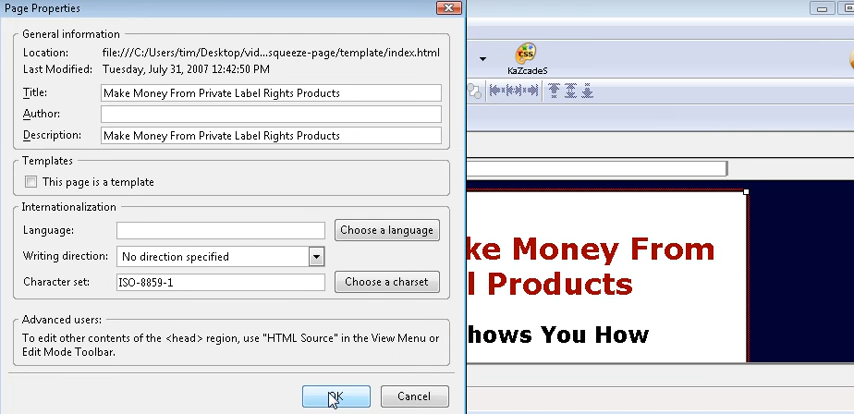 Page Properties
General information
Location: file:///C:/Users/tim/Desktop/vid...squeeze-page/template/index.html
Last Modified: Tuesday, July 31, 2007 12:42:50 PM
Title: Make Money From Private Label Rights Products
Author:
Description: Make Money From Private Label Rights Products
Templates
This page is a template
Internationalization
Language: Choose a language
Writing direction: No direction specified
Character set: ISO-8859-1 Choose a charset
Advanced users:
To edit other contents of the <head> region, use "HTML Source" in the View Menu or
Edit Mode Toolbar.
OK Cancel
CSS
KaZcadeS
ke Money From
l Products
hows You How